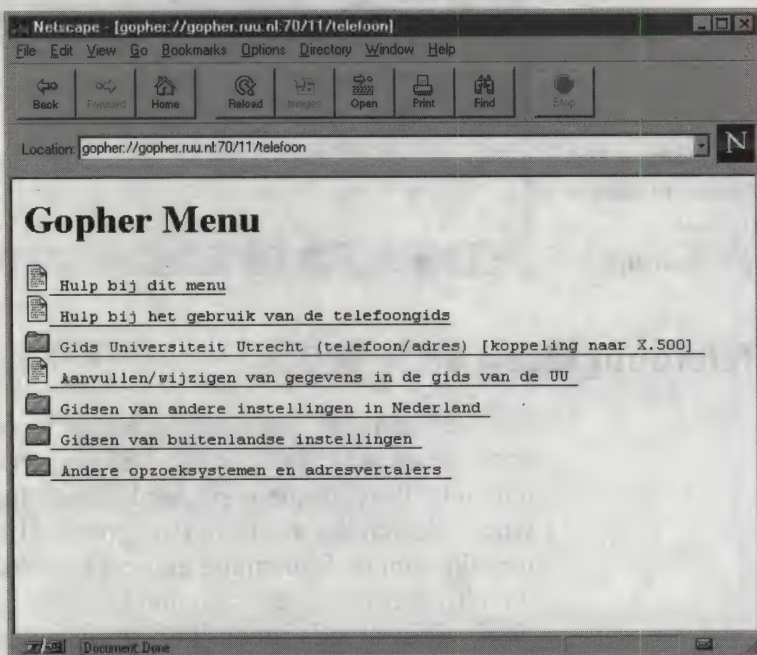 Netscape - [gopher://gopher.ruu.nl:70/11/telefoon]
File Edit View Go Bookmarks Options Directory Window Help
Back Forward Home Reload Images Open Print Find Stop
Location: gopher://gopher.ruu.nl:70/11/telefoon
N
Gopher Menu
Hulp bij dit menu
Hulp bij het gebruik van de telefoongids
Gids Universiteit Utrecht (telefoon/adres) [koppeling naar X.500]
Aanvullen/wijzigen van gegevens in de gids van de UU
Gidsen van andere instellingen in Nederland
Gidsen van buitenlandse instellingen
Andere opzoeksystemen en adresvertalers
Document: Done